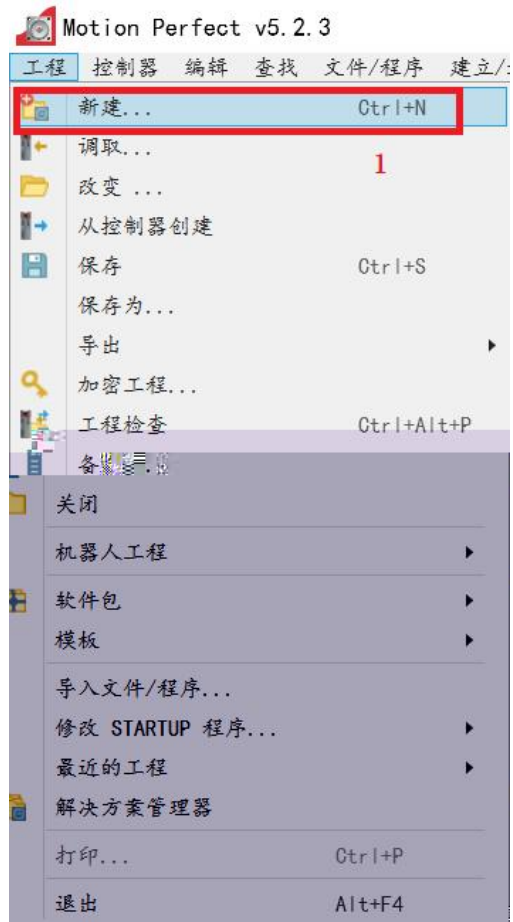 Motion Perfect v5.2.3
工程 控制器 编辑 查找 文件/程序 建立/
新建... Ctrl+N
1
调取...
改变 ...
从控制器创建
保存 Ctrl+S
保存为...
导出
加密工程...
工程检查 Ctrl+Alt+P
关闭
机器人工程
软件包
模板
导入文件/程序...
修改 STARTUP 程序...
最近的工程
解决方案管理器
打印... Ctrl+P
退出 Alt+F4